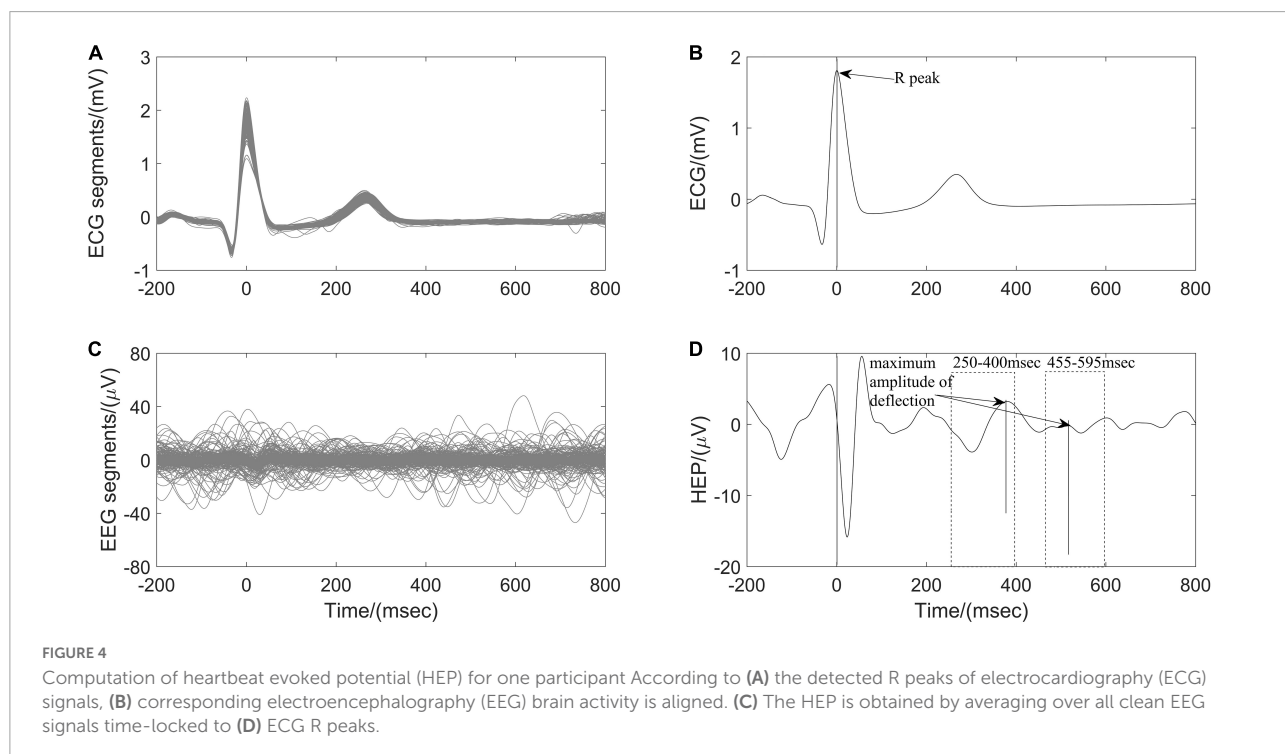 A
3
2
1
0
-1
ECG segments/(mV)
-200 0 200 400 600 800
B
2
1
0
-1
ECG/(mV)
R peak
-200 0 200 400 600 800
C
80
40
0
-40
-80
EEG segments/(μV)
-200 0 200 400 600 800
Time/(msec)
D
10
0
-10
-20
HEP/(μV)
maximum
amplitude of
deflection
250-400msec
455-595msec
-200 0 200 400 600 800
Time/(msec)
FIGURE 4
Computation of heartbeat evoked potential (HEP) for one participant According to (A) the detected R peaks of electrocardiography (ECG)
signals, (B) corresponding electroencephalography (EEG) brain activity is aligned. (C) The HEP is obtained by averaging over all clean EEG
signals time-locked to (D) ECG R peaks.